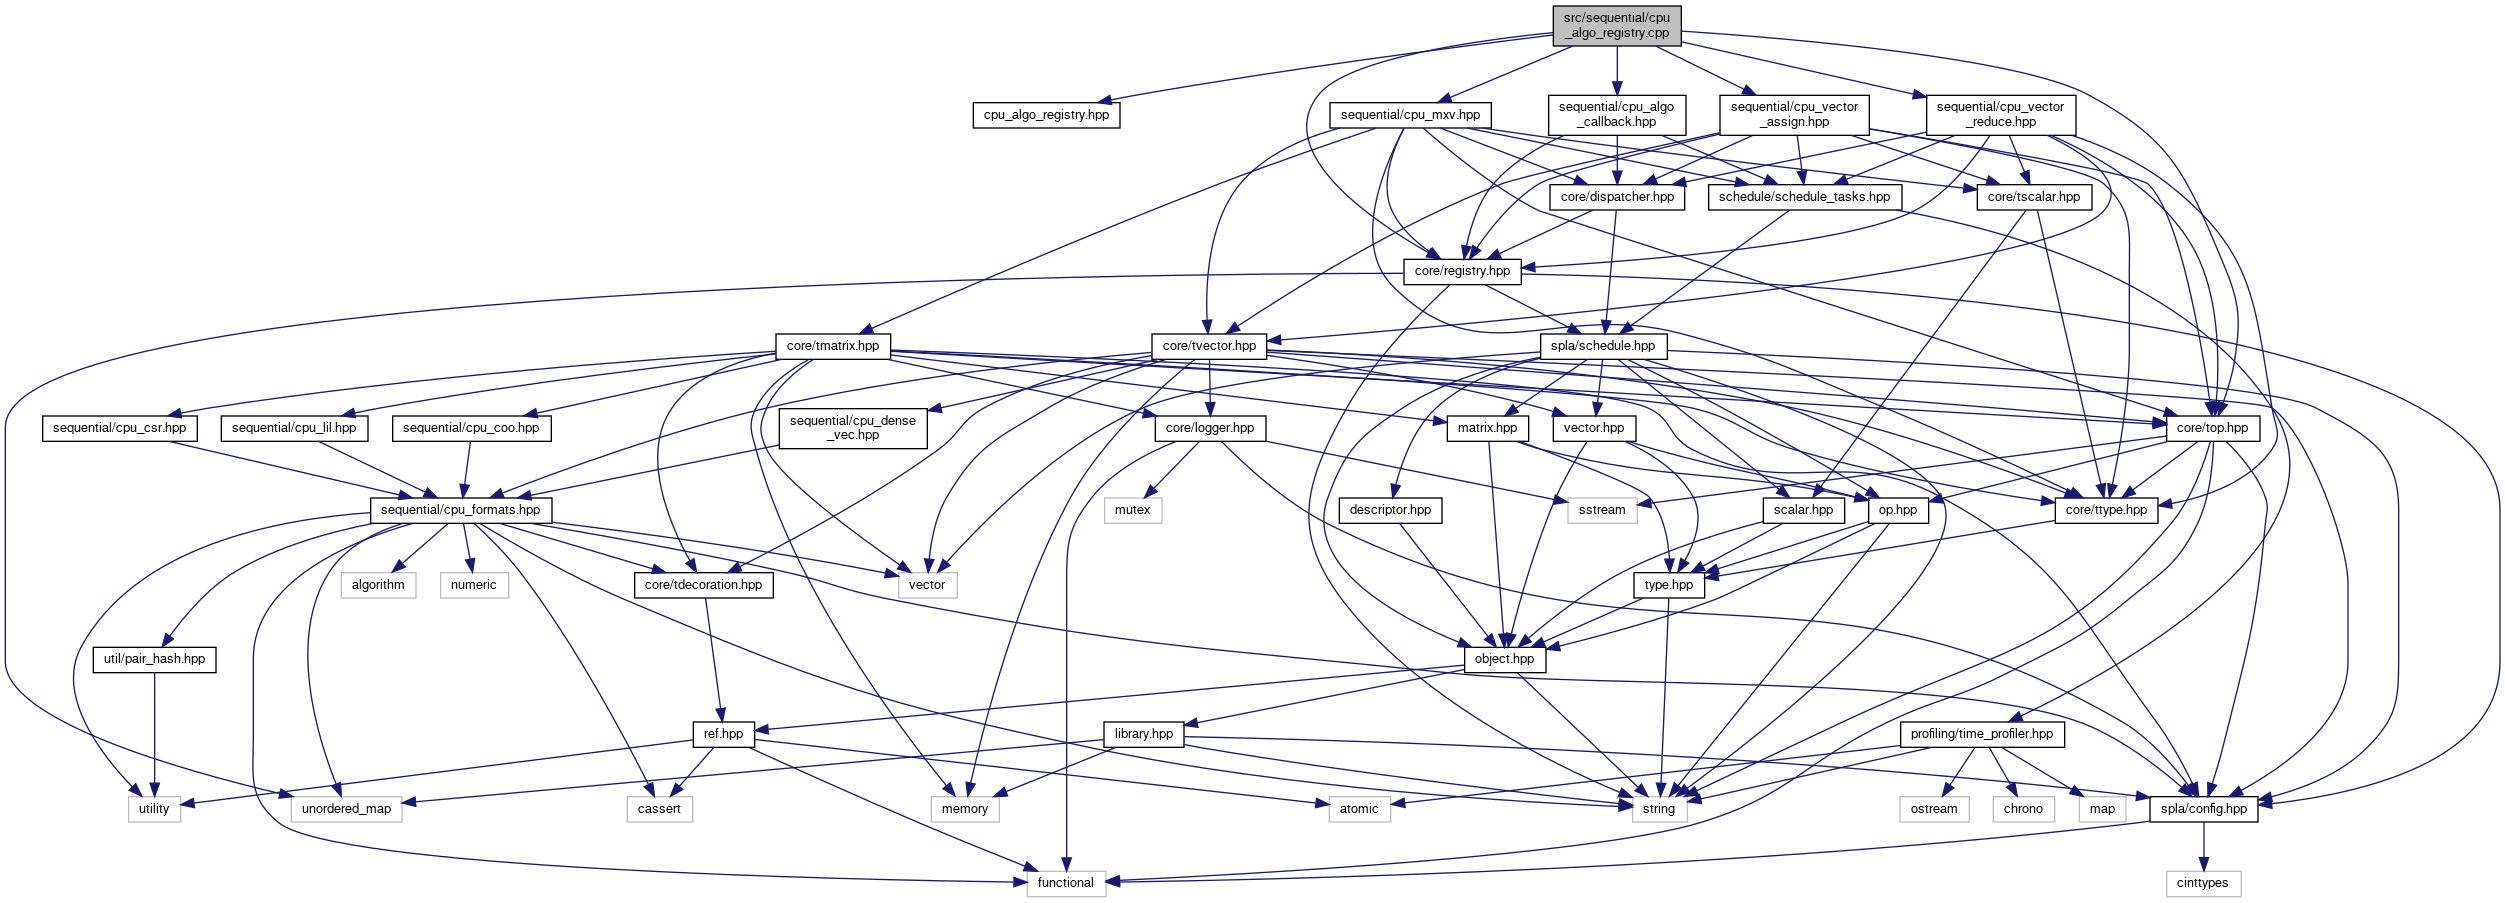 src/sequential/cpu
_algo_registry.cpp
cpu_algo_registry.hpp
sequential/cpu_mxv.hpp
sequential/cpu_algo
_callback.hpp
sequential/cpu_vector
_assign.hpp
sequential/cpu_vector
_reduce.hpp
core/dispatcher.hpp
schedule/schedule_tasks.hpp
core/tscalar.hpp
core/registry.hpp
core/tmatrix.hpp
core/tvector.hpp
spla/schedule.hpp
sequential/cpu_csr.hpp
sequential/cpu_lil.hpp
sequential/cpu_coo.hpp
sequential/cpu_dense
_vec.hpp
core/logger.hpp
matrix.hpp
vector.hpp
core/top.hpp
sequential/cpu_formats.hpp
descriptor.hpp
mutex
sstream
scalar.hpp
op.hpp
core/ttype.hpp
algorithm
numeric
core/tdecoration.hpp
vector
type.hpp
util/pair_hash.hpp
object.hpp
ref.hpp
library.hpp
profiling/time_profiler.hpp
utility
unordered_map
cassert
memory
atomic
string
ostream
chrono
map
spla/config.hpp
functional
cinttypes